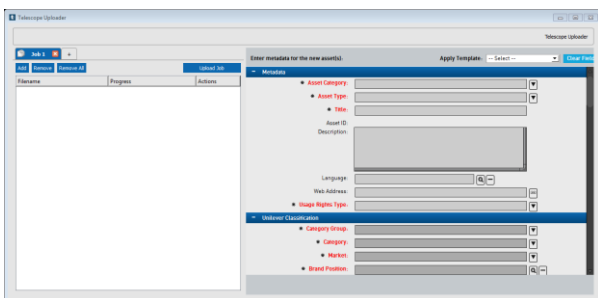 Telescope Uploader
Telescope Uploader
Job 1 +
Add Remove Remove All Upload Job
Filename Progress Actions
Enter metadata for the new asset(s): Apply Template: -- Select -- Clear Field
− Metadata
* Asset Category:
* Asset Type:
* Title:
Asset ID:
Description:
Language:
Web Address:
* Usage Rights Type:
− Unilever Classification
* Category Group:
* Category:
* Market:
* Brand Position: